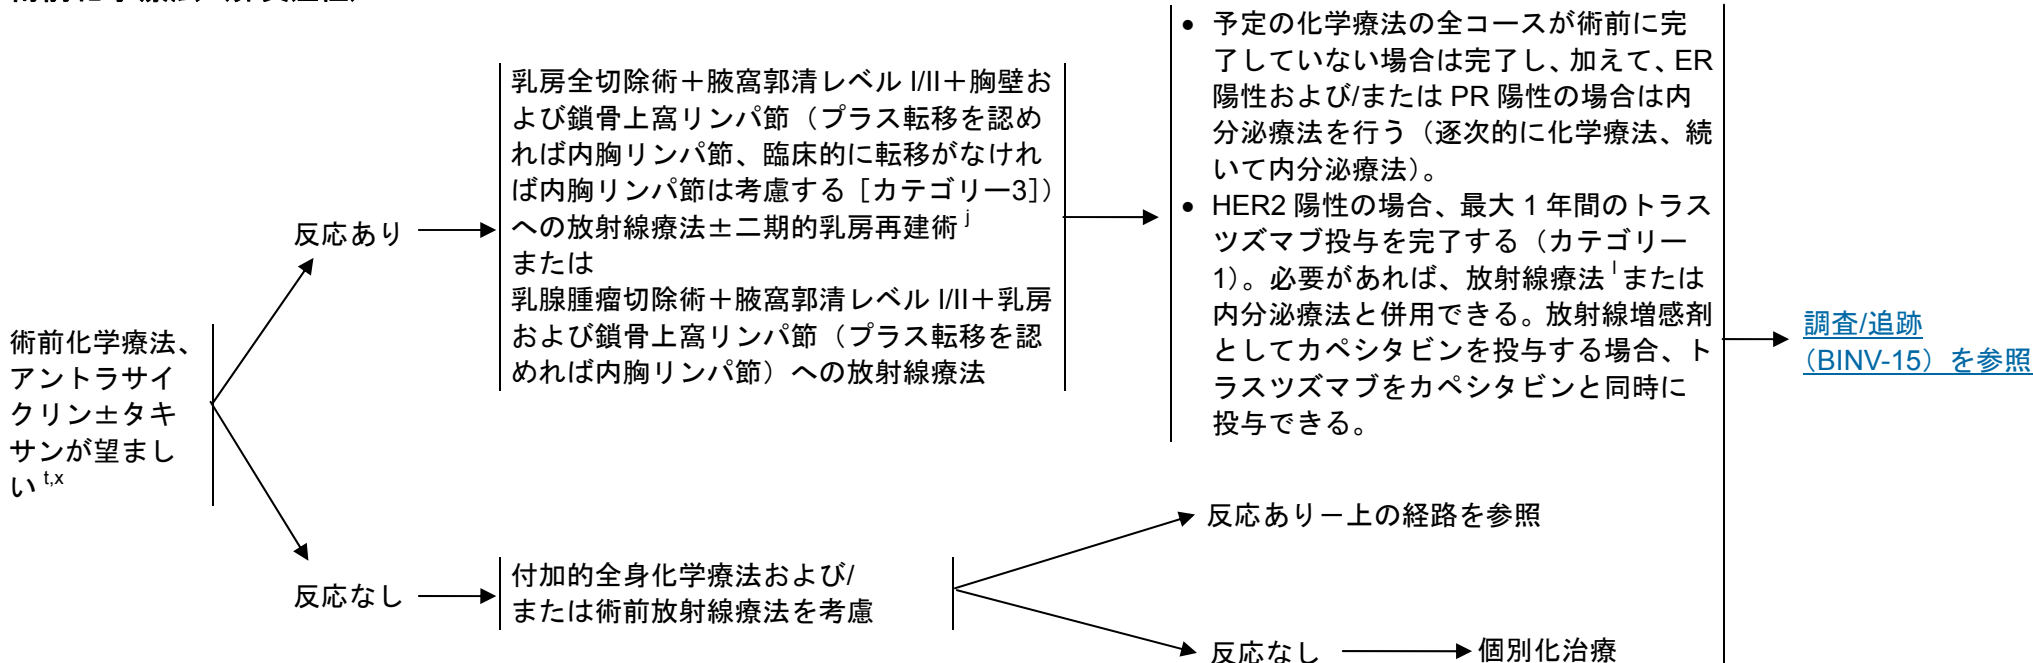 術前化学療法、
アントラサイ
クリン±タキ
サンが望まし
い t,x
反応あり
乳房全切除術＋腋窩郭清レベル I/II＋胸壁お
よび鎖骨上窩リンパ節（プラス転移を認め
れば内胸リンパ節、臨床的に転移がなけれ
ば内胸リンパ節は考慮する［カテゴリー3］）
への放射線療法±二期的乳房再建術 j
または
乳腺腫瘤切除術＋腋窩郭清レベル I/II＋乳房
および鎖骨上窩リンパ節（プラス転移を認
めれば内胸リンパ節）への放射線療法
• 予定の化学療法の全コースが術前に完
了していない場合は完了し、加えて、ER
陽性および/または PR 陽性の場合は内
分泌療法を行う（逐次的に化学療法、続
いて内分泌療法）。
• HER2 陽性の場合、最大 1 年間のトラス
ツズマブ投与を完了する（カテゴリー
1）。必要があれば、放射線療法 l または
内分泌療法と併用できる。放射線増感剤
としてカペシタビンを投与する場合、ト
ラスツズマブをカペシタビンと同時に
投与できる。
調査/追跡
（BINV-15）を参照
反応なし
付加的全身化学療法および/
または術前放射線療法を考慮
反応あり－上の経路を参照
反応なし
個別化治療